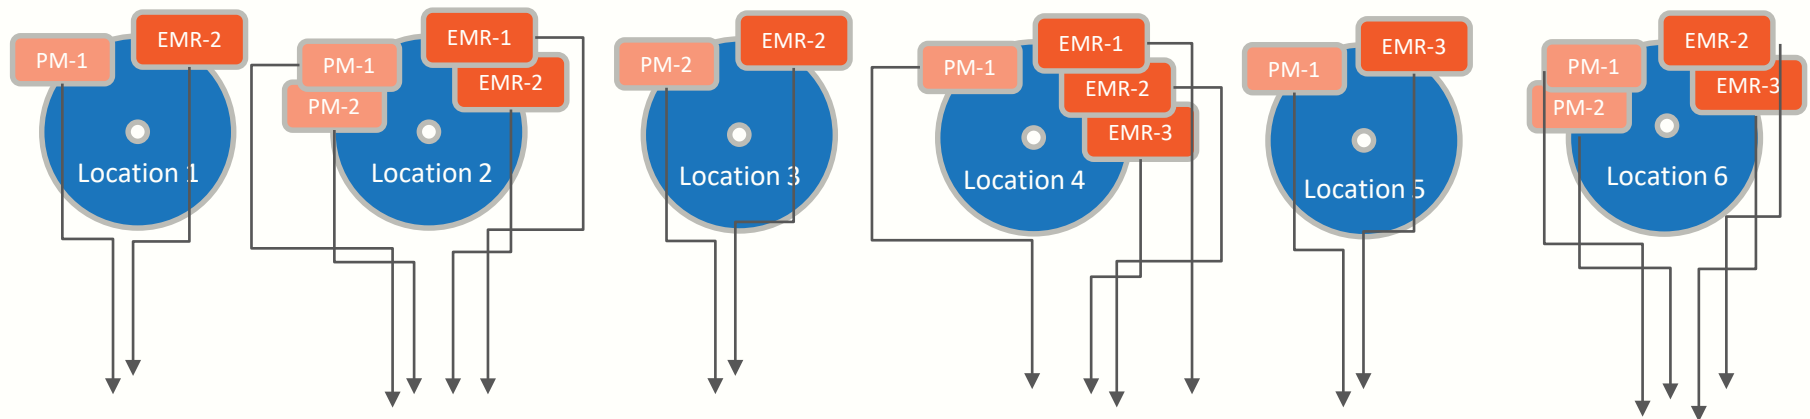 PM-1
EMR-2
Location 1
EMR-1
PM-1
EMR-2
PM-2
Location 2
EMR-2
PM-2
Location 3
EMR-1
PM-1
EMR-2
EMR-3
Location 4
EMR-3
PM-1
Location 5
EMR-2
PM-1
EMR-3
PM-2
Location 6